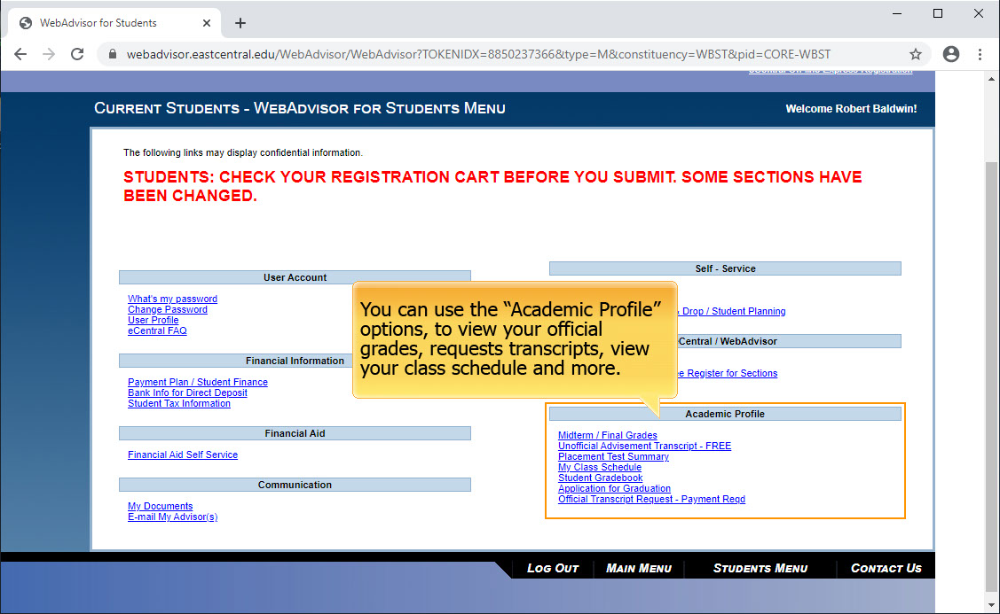 WebAdvisor for Students
webadvisor.eastcentral.edu/WebAdvisor/WebAdvisor?TOKENIDX=8850237366&type=M&constituency=WBST&pid=CORE-WBST
CURRENT STUDENTS - WEBADVISOR FOR STUDENTS MENU
Welcome Robert Baldwin!
The following links may display confidential information.
STUDENTS: CHECK YOUR REGISTRATION CART BEFORE YOU SUBMIT. SOME SECTIONS HAVE
BEEN CHANGED.
User Account
What's my password
Change Password
User Profile
eCentral FAQ
Financial Information
Payment Plan / Student Finance
Bank Info for Direct Deposit
Student Tax Information
Financial Aid
Financial Aid Self Service
Communication
My Documents
E-mail My Advisor(s)
Self - Service
Drop / Student Planning
Central / WebAdvisor
Register for Sections
You can use the “Academic Profile”
options, to view your official
grades, requests transcripts, view
your class schedule and more.
Academic Profile
Midterm / Final Grades
Unofficial Advisement Transcript - FREE
Placement Test Summary
My Class Schedule
Student Gradebook
Application for Graduation
Official Transcript Request - Payment Reqd
LOG OUT
MAIN MENU
STUDENTS MENU
CONTACT US